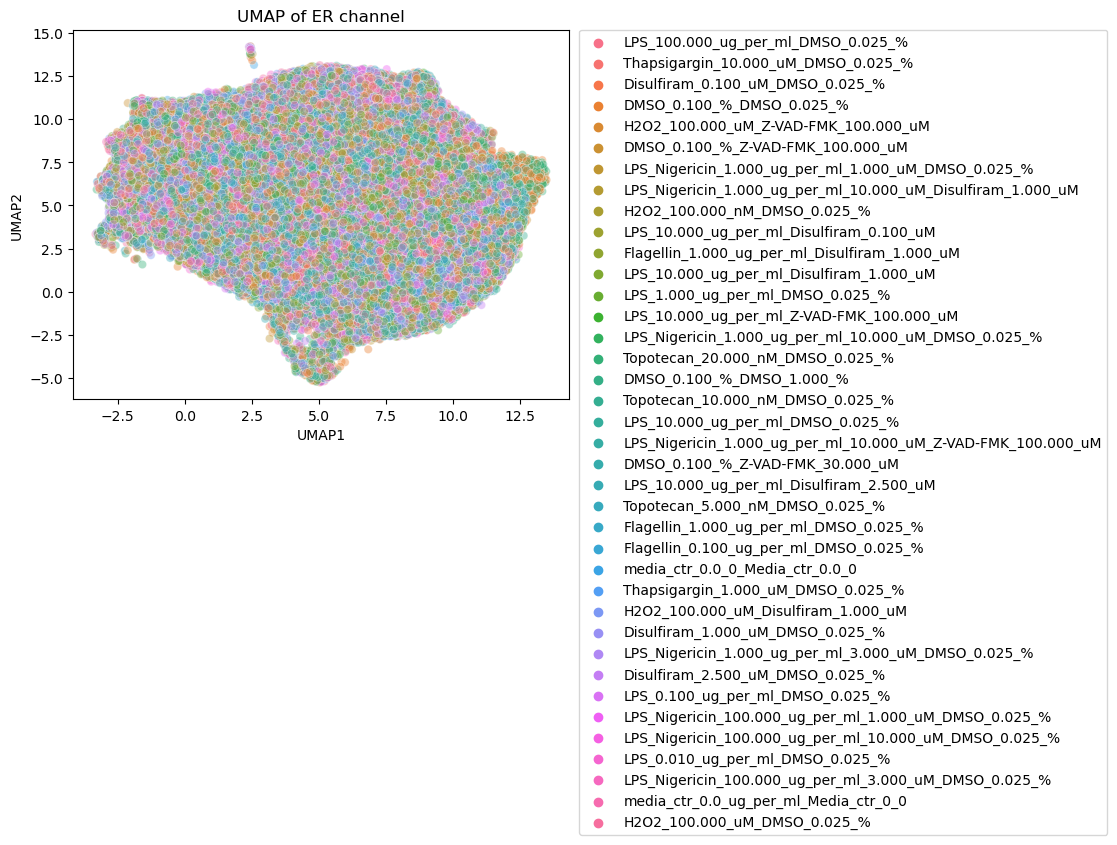 UMAP of ER channel
15.0
12.5
10.0
7.5
5.0
2.5
0.0
−2.5
−5.0
UMAP2
−2.5 0.0 2.5 5.0 7.5 10.0 12.5
UMAP1
LPS_100.000_ug_per_ml_DMSO_0.025_%
Thapsigargin_10.000_uM_DMSO_0.025_%
Disulfiram_0.100_uM_DMSO_0.025_%
DMSO_0.100_%_DMSO_0.025_%
H2O2_100.000_uM_Z-VAD-FMK_100.000_uM
DMSO_0.100_%_Z-VAD-FMK_100.000_uM
LPS_Nigericin_1.000_ug_per_ml_1.000_uM_DMSO_0.025_%
LPS_Nigericin_1.000_ug_per_ml_10.000_uM_Disulfiram_1.000_uM
H2O2_100.000_nM_DMSO_0.025_%
LPS_10.000_ug_per_ml_Disulfiram_0.100_uM
Flagellin_1.000_ug_per_ml_Disulfiram_1.000_uM
LPS_10.000_ug_per_ml_Disulfiram_1.000_uM
LPS_1.000_ug_per_ml_DMSO_0.025_%
LPS_10.000_ug_per_ml_Z-VAD-FMK_100.000_uM
LPS_Nigericin_1.000_ug_per_ml_10.000_uM_DMSO_0.025_%
Topotecan_20.000_nM_DMSO_0.025_%
DMSO_0.100_%_DMSO_1.000_%
Topotecan_10.000_nM_DMSO_0.025_%
LPS_10.000_ug_per_ml_DMSO_0.025_%
LPS_Nigericin_1.000_ug_per_ml_10.000_uM_Z-VAD-FMK_100.000_uM
DMSO_0.100_%_Z-VAD-FMK_30.000_uM
LPS_10.000_ug_per_ml_Disulfiram_2.500_uM
Topotecan_5.000_nM_DMSO_0.025_%
Flagellin_1.000_ug_per_ml_DMSO_0.025_%
Flagellin_0.100_ug_per_ml_DMSO_0.025_%
media_ctr_0.0_0_Media_ctr_0.0_0
Thapsigargin_1.000_uM_DMSO_0.025_%
H2O2_100.000_uM_Disulfiram_1.000_uM
Disulfiram_1.000_uM_DMSO_0.025_%
LPS_Nigericin_1.000_ug_per_ml_3.000_uM_DMSO_0.025_%
Disulfiram_2.500_uM_DMSO_0.025_%
LPS_0.100_ug_per_ml_DMSO_0.025_%
LPS_Nigericin_100.000_ug_per_ml_1.000_uM_DMSO_0.025_%
LPS_Nigericin_100.000_ug_per_ml_10.000_uM_DMSO_0.025_%
LPS_0.010_ug_per_ml_DMSO_0.025_%
LPS_Nigericin_100.000_ug_per_ml_3.000_uM_DMSO_0.025_%
media_ctr_0.0_ug_per_ml_Media_ctr_0_0
H2O2_100.000_uM_DMSO_0.025_%